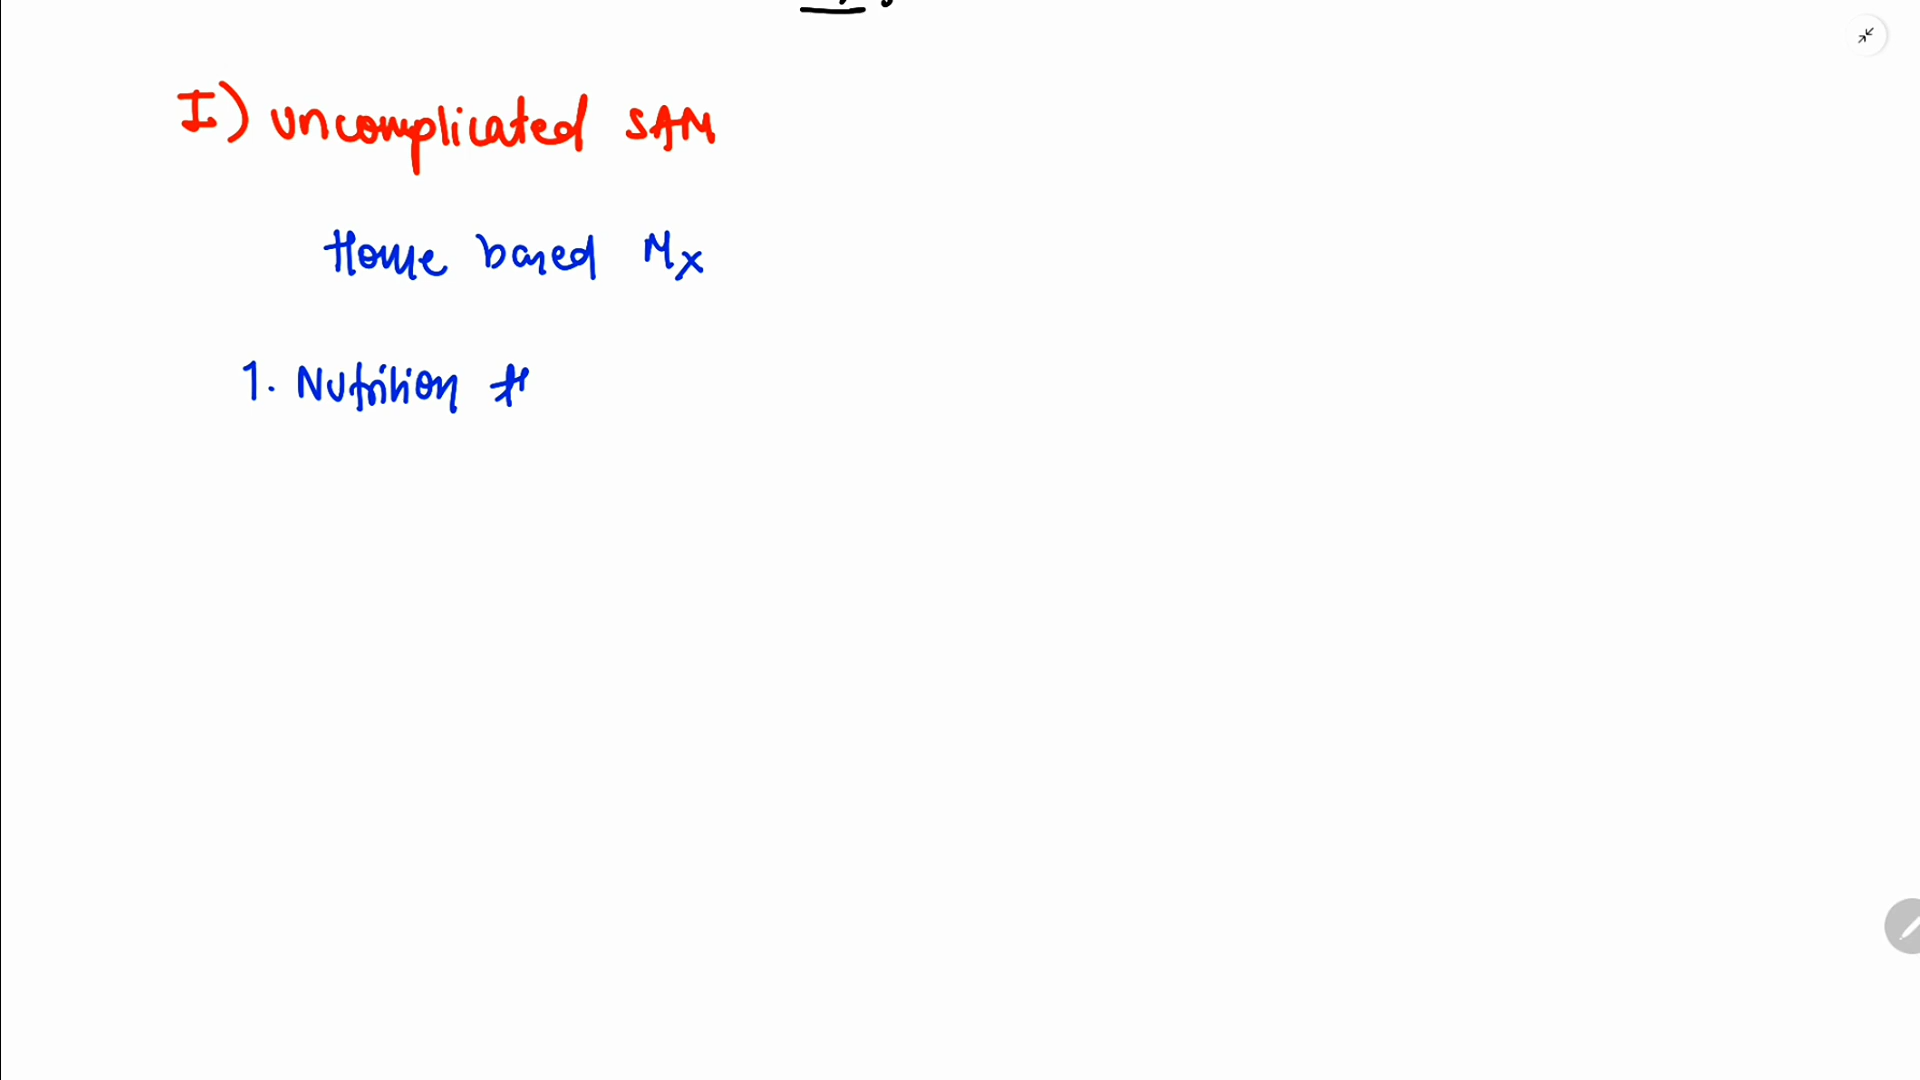 I) Uncomplicated SAM
Home based Mx
1. Nutrition